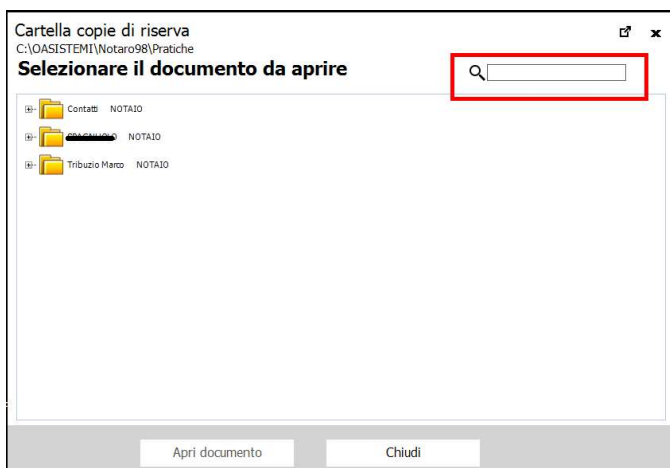 Cartella copie di riserva
C:\OASISTEMI\Notaro98\Pratiche
Selezionare il documento da aprire
Contatti NOTAIO
NOTAIO
Tribuzio Marco NOTAIO
Apri documento Chiudi